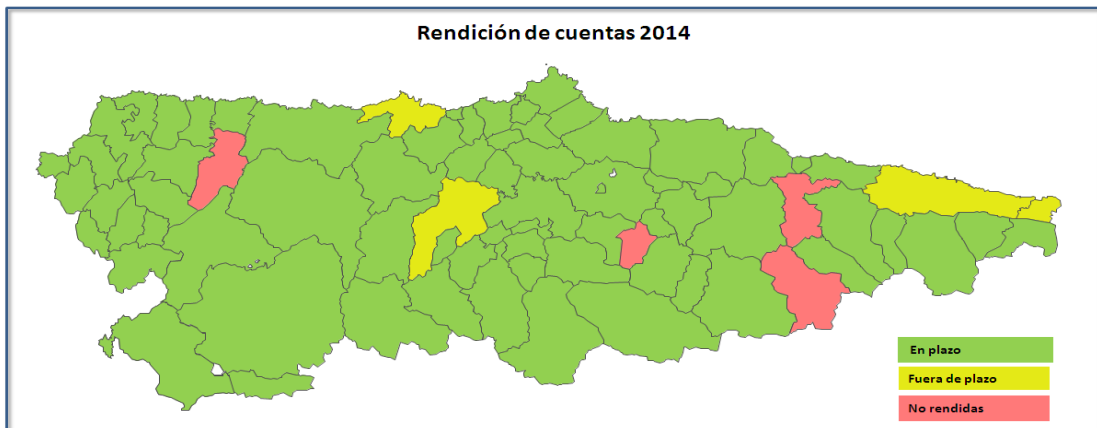 Rendición de cuentas 2014
En plazo
Fuera de plazo
No rendidas